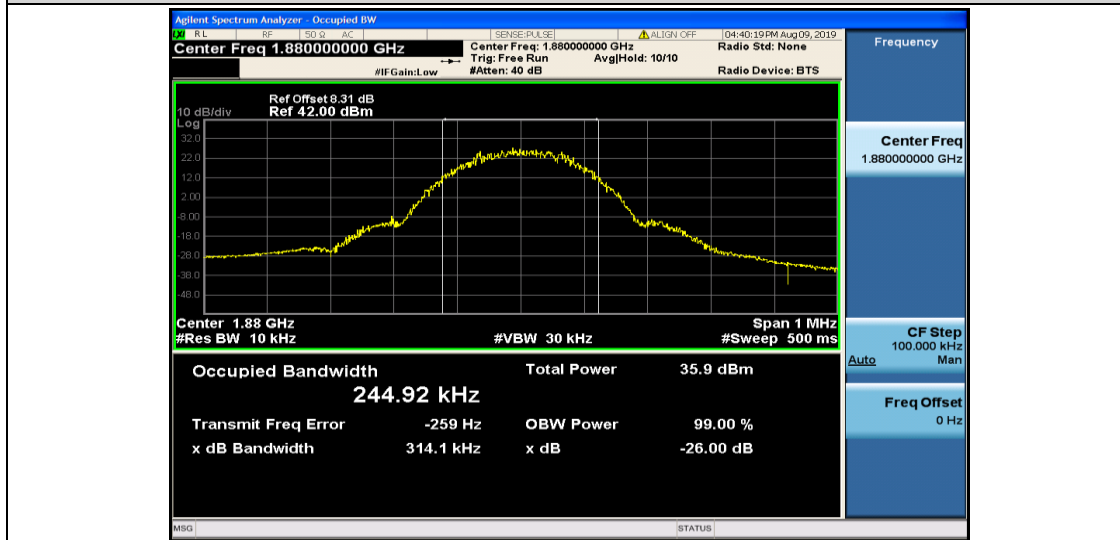 Agilent Spectrum Analyzer - Occupied BW
LXI RL RF 50 Ω AC SENSE:PULSE ALIGN OFF 04:40:19 PM Aug 09, 2019
Center Freq 1.880000000 GHz Center Freq: 1.880000000 GHz Radio Std: None
Trig: Free Run Avg|Hold: 10/10
#IFGain:Low #Atten: 40 dB Radio Device: BTS
Ref Offset 8.31 dB
10 dB/div Ref 42.00 dBm
Log
32.0
22.0
12.0
2.00
-8.00
-18.0
-28.0
-38.0
-48.0
Center 1.88 GHz Span 1 MHz
#Res BW 10 kHz #VBW 30 kHz #Sweep 500 ms
Occupied Bandwidth Total Power 35.9 dBm
244.92 kHz
Transmit Freq Error -259 Hz OBW Power 99.00 %
x dB Bandwidth 314.1 kHz x dB -26.00 dB
MSG STATUS
Frequency
Center Freq
1.880000000 GHz
CF Step
100.000 kHz
Auto Man
Freq Offset
0 Hz